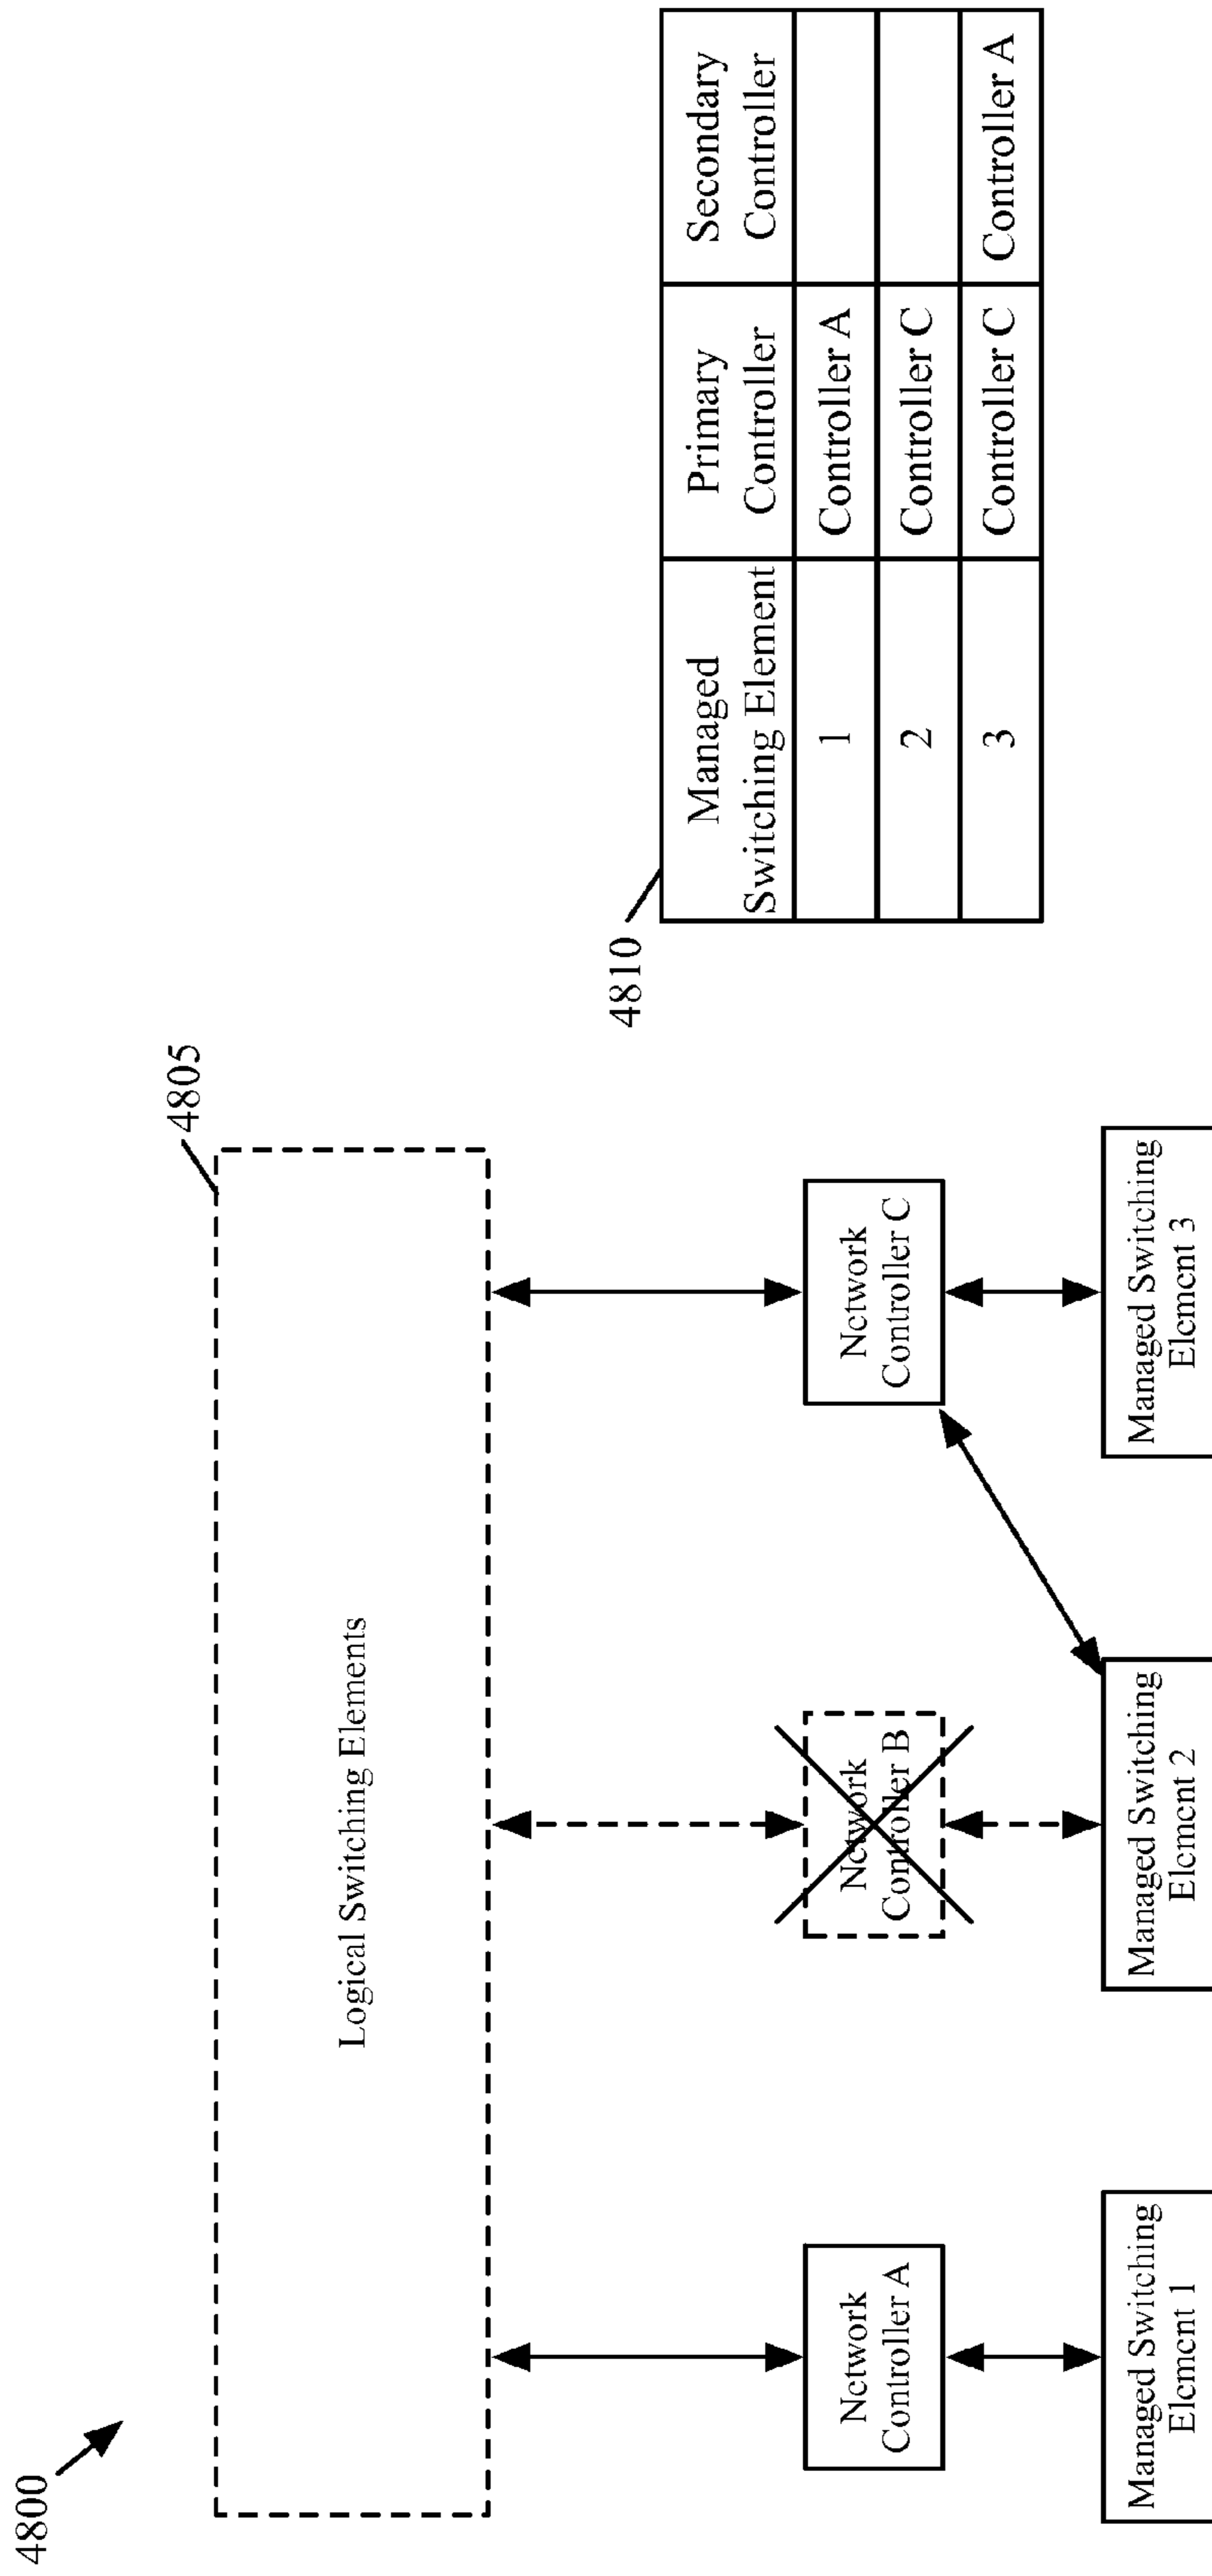 4800
4805
Logical Switching Elements
Network
Controller A
Network
Controller B
Network
Controller C
Managed Switching
Element 1
Managed Switching
Element 2
Managed Switching
Element 3
4810
Managed
Switching Element
Primary
Controller
Secondary
Controller
1
Controller A
2
Controller C
3
Controller C
Controller A